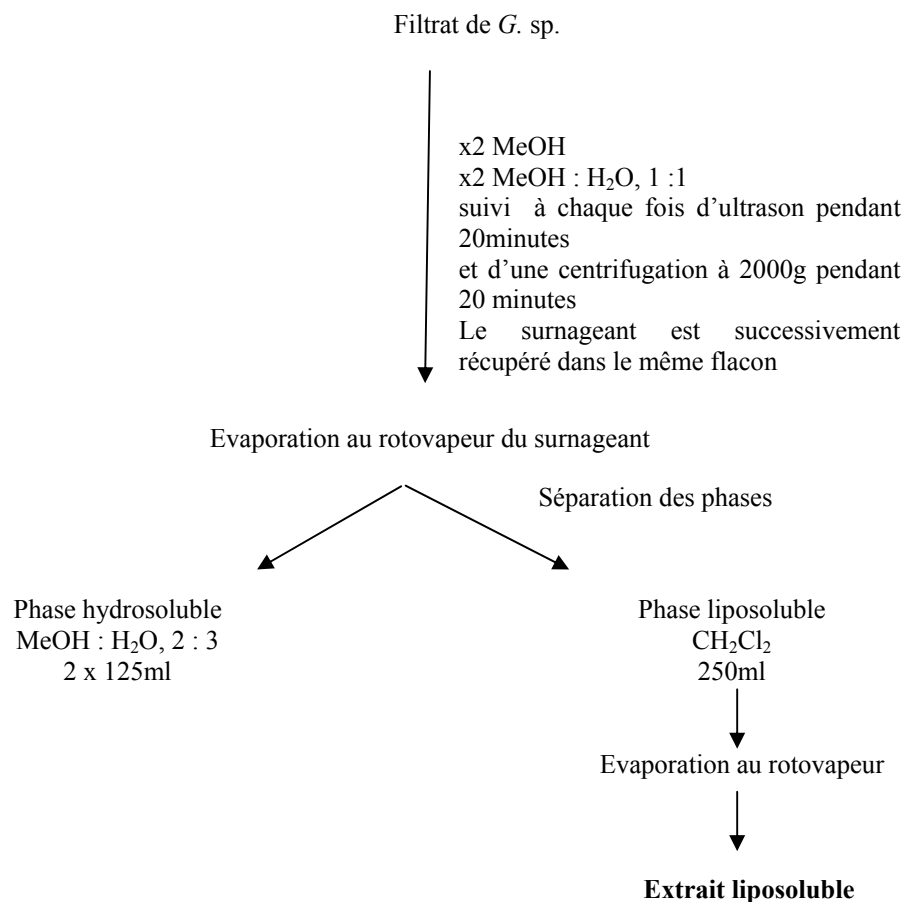 Filtrat de G. sp.
x2 MeOH
x2 MeOH : H₂O, 1 :1
suivi à chaque fois d’ultrason pendant
20minutes
et d’une centrifugation à 2000g pendant
20 minutes
Le surnageant est successivement
récupéré dans le même flacon
Evaporation au rotovapeur du surnageant
Séparation des phases
Phase hydrosoluble
MeOH : H₂O, 2 : 3
2 x 125ml
Phase liposoluble
CH₂Cl₂
250ml
Evaporation au rotovapeur
Extrait liposoluble